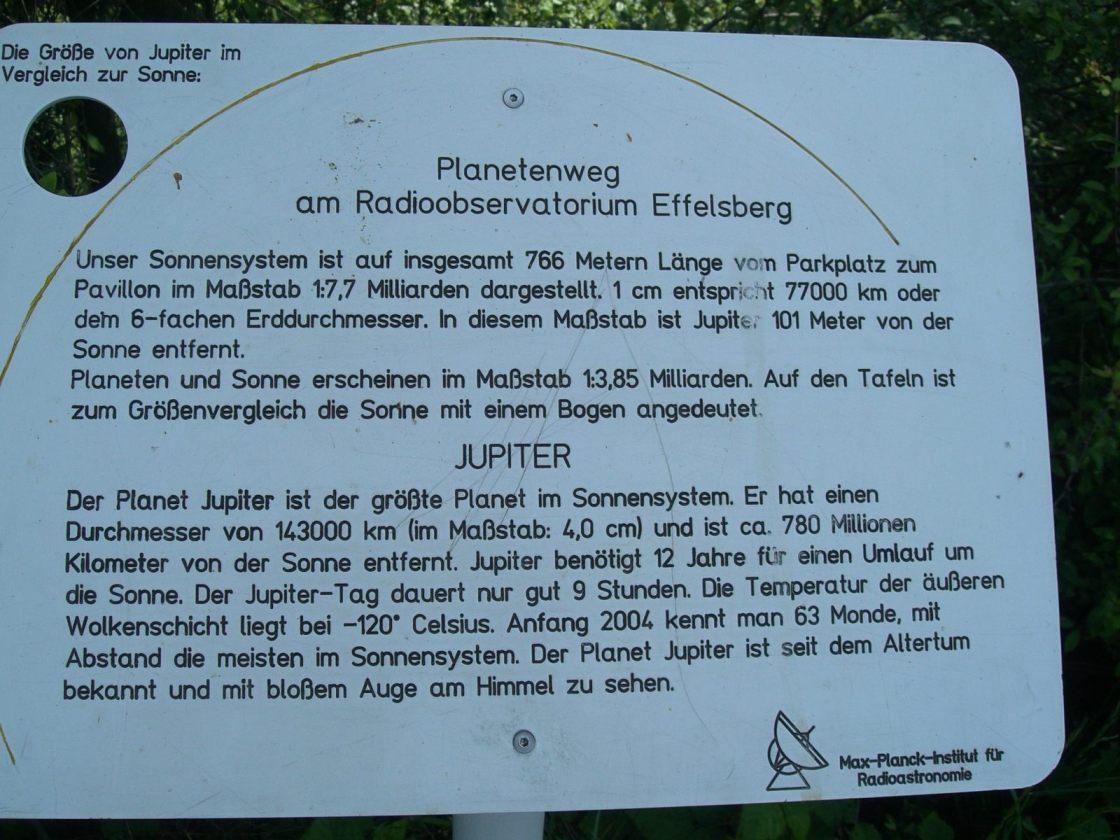 Die Größe von Jupiter im
Vergleich zur Sonne:
Planetenweg
am Radioobservatorium Effelsberg
Unser Sonnensystem ist auf insgesamt 766 Metern Länge vom Parkplatz zum
Pavillon im Maßstab 1:7,7 Milliarden dargestellt. 1 cm entspricht 77000 km oder
dem 6-fachen Erddurchmesser. In diesem Maßstab ist Jupiter 101 Meter von der
Sonne entfernt.
Planeten und Sonne erscheinen im Maßstab 1:3,85 Milliarden. Auf den Tafeln ist
zum Größenvergleich die Sonne mit einem Bogen angedeutet.
JUPITER
Der Planet Jupiter ist der größte Planet im Sonnensystem. Er hat einen
Durchmesser von 143000 km (im Maßstab: 4,0 cm) und ist ca. 780 Millionen
Kilometer von der Sonne entfernt. Jupiter benötigt 12 Jahre für einen Umlauf um
die Sonne. Der Jupiter-Tag dauert nur gut 9 Stunden. Die Temperatur der äußeren
Wolkenschicht liegt bei -120° Celsius. Anfang 2004 kennt man 63 Monde, mit
Abstand die meisten im Sonnensystem. Der Planet Jupiter ist seit dem Altertum
bekannt und mit bloßem Auge am Himmel zu sehen.
Max-Planck-Institut für
Radioastronomie